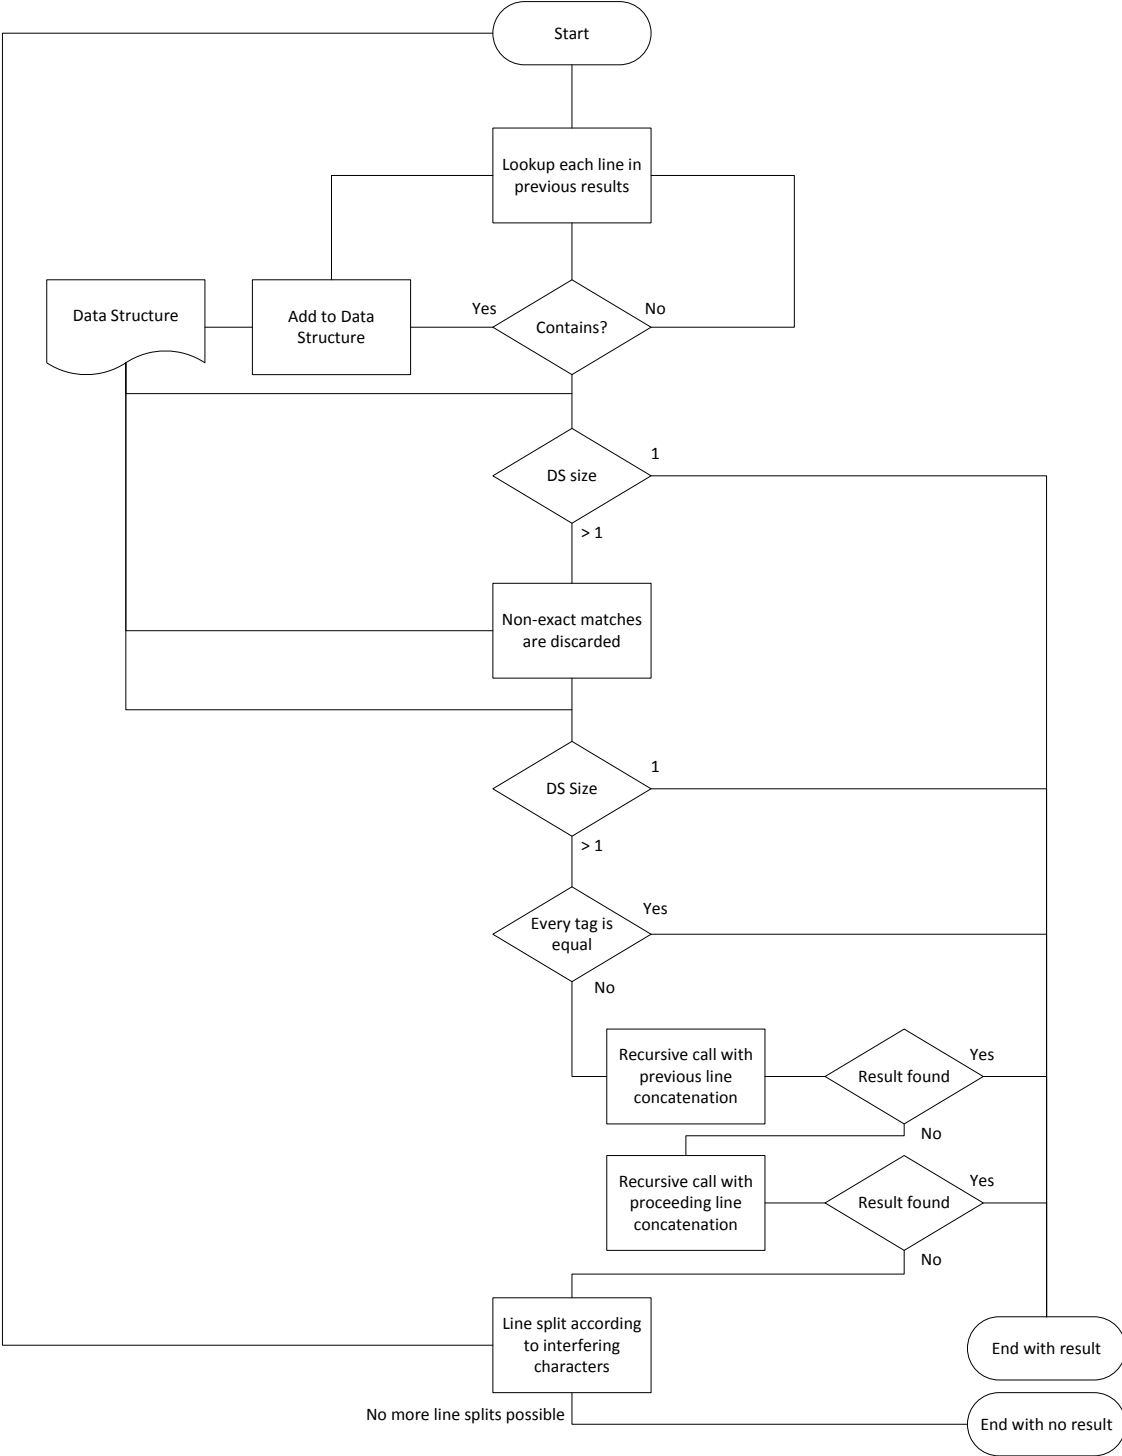 Start
Lookup each line in
previous results
Data Structure
Add to Data
Structure
Yes
Contains?
No
DS size
1
> 1
Non-exact matches
are discarded
DS Size
1
> 1
Every tag is
equal
Yes
No
Recursive call with
previous line
concatenation
Result found
Yes
No
Recursive call with
proceeding line
concatenation
Result found
Yes
No
Line split according
to interfering
characters
End with result
No more line splits possible
End with no result